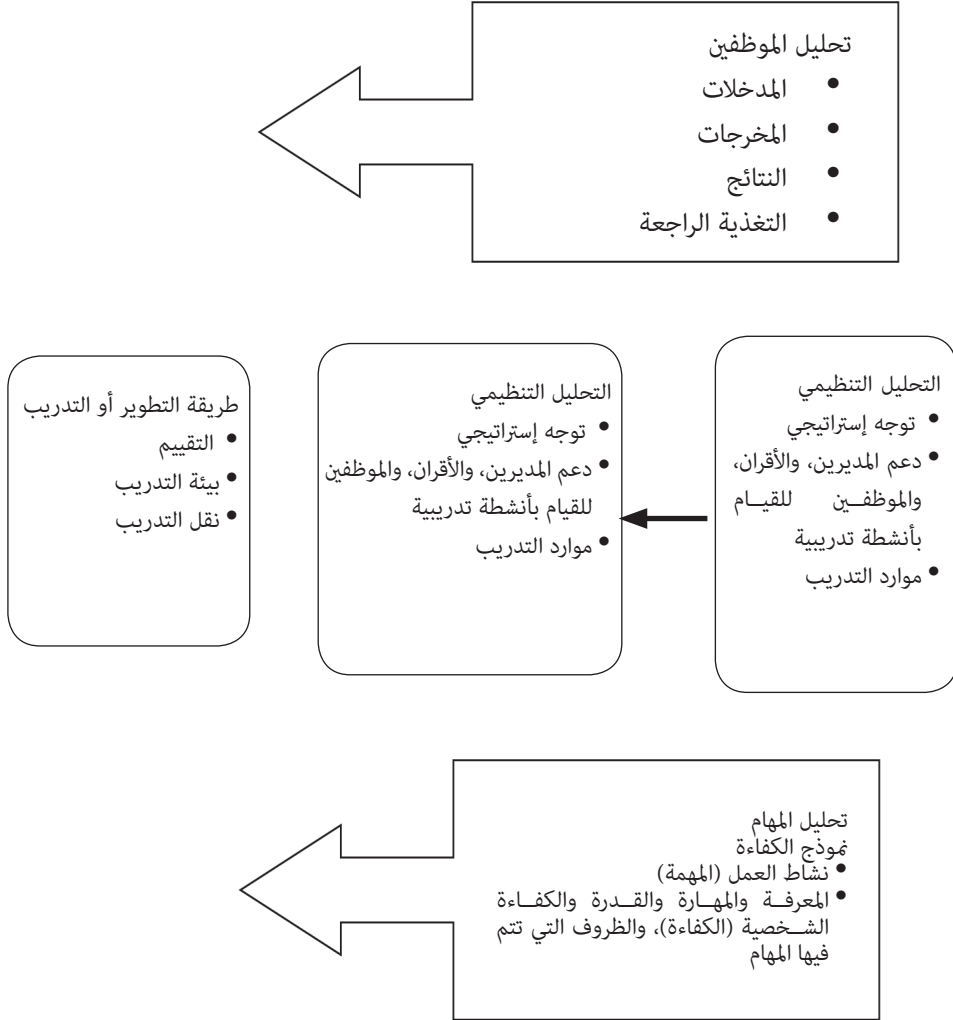 تحليل الموظفين
• المدخلات
• المخرجات
• النتائج
• التغذية الراجعة
التحليل التنظيمي
• توجه إستراتيجي
• دعم المديرين، والأقران،
والموظفين للقيام
بأنشطة تدريبية
• موارد التدريب
التحليل التنظيمي
• توجه إستراتيجي
• دعم المديرين، والأقران، والموظفين
للقيام بأنشطة تدريبية
• موارد التدريب
طريقة التطوير أو التدريب
• التقييم
• بيئة التدريب
• نقل التدريب
تحليل المهام
نموذج الكفاءة
• نشاط العمل (المهمة)
• المعرفة والمهارة والقدرة والكفاءة
الشخصية (الكفاءة)، والظروف التي تتم
فيها المهام